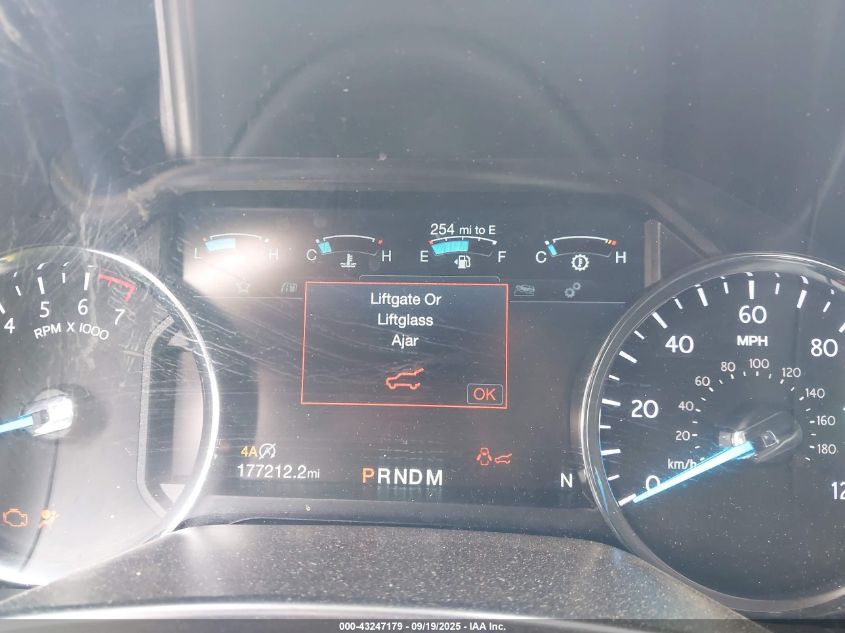 254 mi to E
L H
C H
E F
C H
Liftgate Or
Liftglass
Ajar
OK
4 5 6 7
RPM X 1000
0 20 40 60 80 12
MPH
20 40 60 80 100 120 140 160 180
km/h
4A
177212.2mi
PRNDM
N
000-43247179 - 09/19/2025 - IAA Inc.